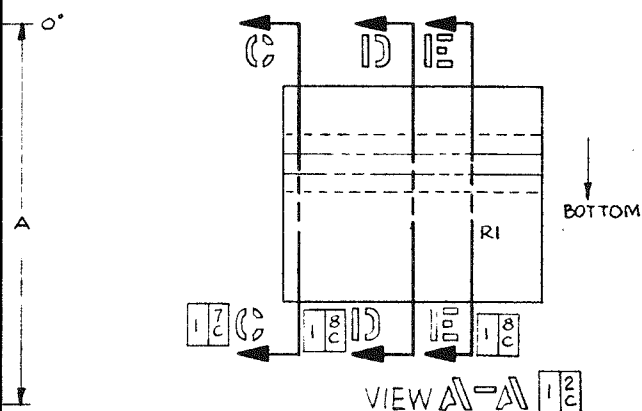 0°
C D E
A
BOTTOM
R1
1 7 C C 1 8 C D E 1 8 C
VIEW A-A 1 2 C